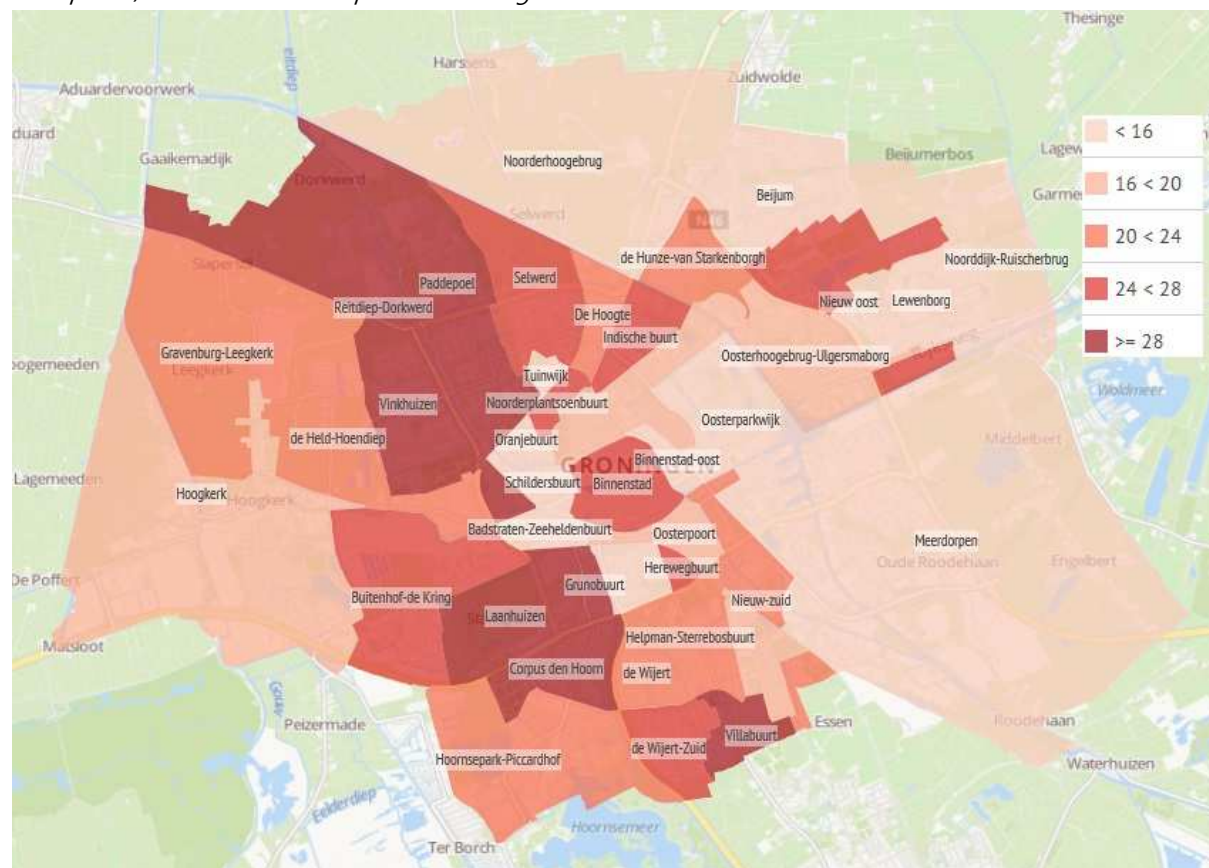 Thesinge
Harssens
Zuidwolde
Aduardervoorwerk
duard
Gaaikemadijk
Dorkwerd
Noorderhoogebrug
Beijumerbos
Lagew
< 16
16 < 20
20 < 24
24 < 28
>= 28
Beijum
Garme
Selwerd
de Hunze-van Starkenborgh
Noorddijk-Ruischerbrug
Paddepoel
Selwerd
Reitdiep-Dorkwerd
De Hoogte
Nieuw oost
Lewenborg
Indische buurt
Gravenburg-Leegkerk
Leegkerk
Oosterhoogebrug-Ulgersmaborg
oogemeeden
Tuinwijk
Woldmeer
Vinkhuizen
Noorderplantsoenbuurt
Oosterparkwijk
de Held-Hoendiep
Oranjebuurt
Middelbert
Binnenstad-oost
GRONINGEN
Lagemeeden
Schildersbuurt
Binnenstad
Hoogkerk
Hoogkerk
Badstraten-Zeeheldenbuurt
Oosterpoort
Meerdorpen
Oude Roodehaan
Engelbert
De Poffert
Grunobuurt
Herewegbuurt
Buitenhof-de Kring
Nieuw-zuid
Laanhuizen
Helpman-Sterrebosbuurt
Matsloot
Corpus den Hoorn
de Wijert
Peizermade
Essen
Roodehaan
Villabuurt
de Wijert-Zuid
Hoornsepark-Piccardhof
Waterhuizen
Eelderdiep
Hoornsemeer
Ter Borch